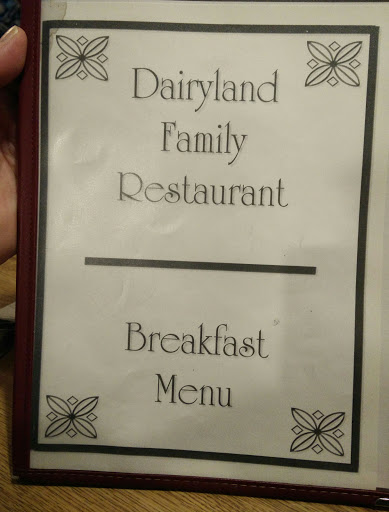 Dairyland
Family
Restaurant
Breakfast
Menu